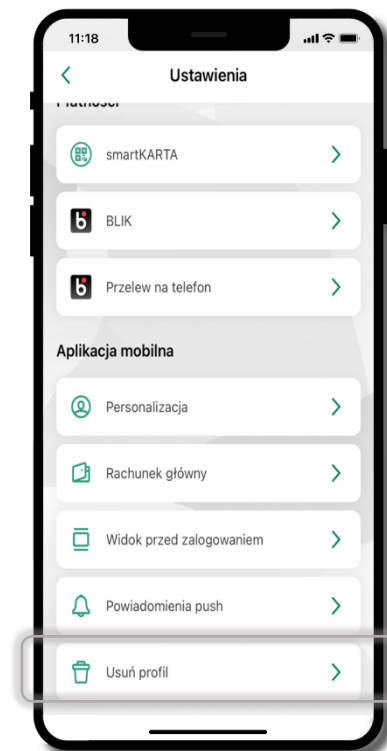 11:18
Ustawienia
Płatności
smartKARTA
BLIK
Przelew na telefon
Aplikacja mobilna
Personalizacja
Rachunek główny
Widok przed zalogowaniem
Powiadomienia push
Usuń profil